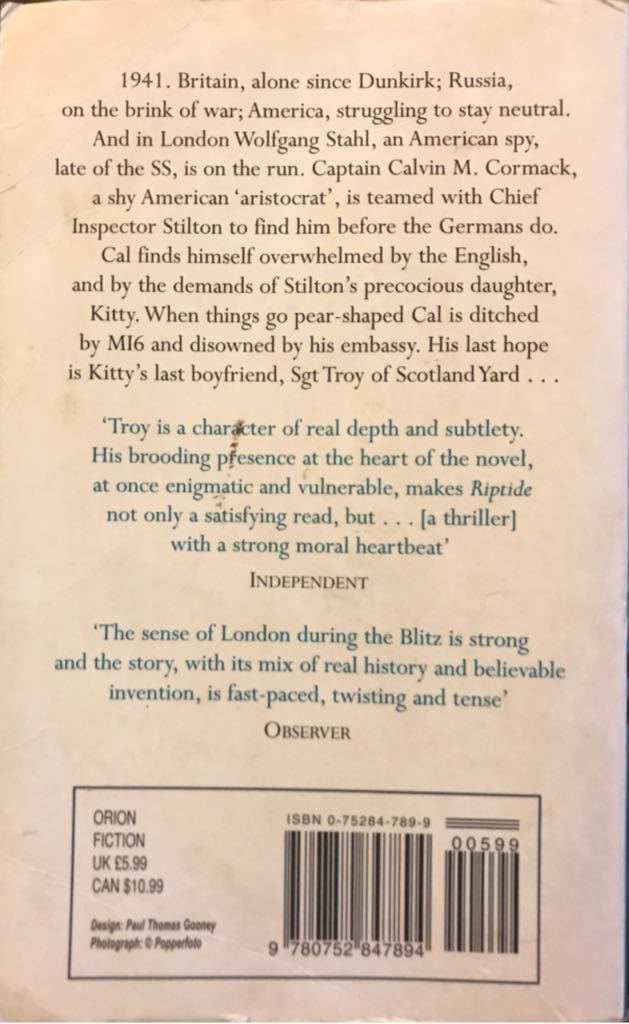 1941. Britain, alone since Dunkirk; Russia,
on the brink of war; America, struggling to stay neutral.
And in London Wolfgang Stahl, an American spy,
late of the SS, is on the run. Captain Calvin M. Cormack,
a shy American ‘aristocrat’, is teamed with Chief
Inspector Stilton to find him before the Germans do.
Cal finds himself overwhelmed by the English,
and by the demands of Stilton’s precocious daughter,
Kitty. When things go pear-shaped Cal is ditched
by MI6 and disowned by his embassy. His last hope
is Kitty’s last boyfriend, Sgt Troy of Scotland Yard . . .
‘Troy is a character of real depth and subtlety.
His brooding presence at the heart of the novel,
at once enigmatic and vulnerable, makes Riptide
not only a satisfying read, but . . . [a thriller]
with a strong moral heartbeat’
INDEPENDENT
‘The sense of London during the Blitz is strong
and the story, with its mix of real history and believable
invention, is fast-paced, twisting and tense’
OBSERVER
ORION
FICTION
UK £5.99
CAN $10.99
Design: Paul Thomas Gooney
Photograph: © Popperfoto
ISBN 0-75284-789-9
00599
9 780752 847894